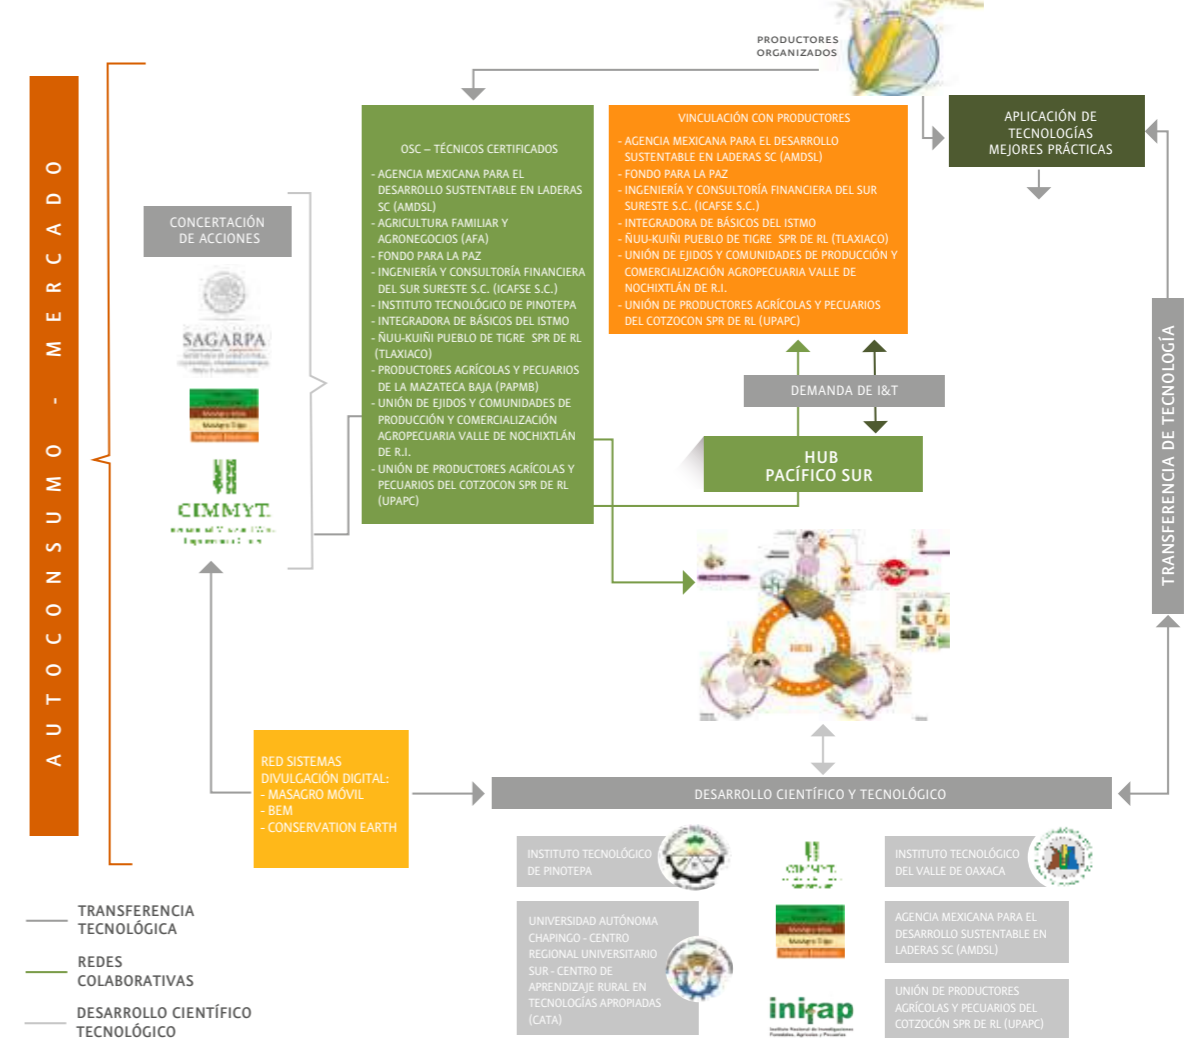 PRODUCTORES
ORGANIZADOS
AUTOCONSUMO - MERCADO
CONCERTACIÓN
DE ACCIONES
SAGARPA
CIMMYT.
OSC – TÉCNICOS CERTIFICADOS
- AGENCIA MEXICANA PARA EL
DESARROLLO SUSTENTABLE EN LADERAS
SC (AMDSL)
- AGRICULTURA FAMILIAR Y
AGRONEGOCIOS (AFA)
- FONDO PARA LA PAZ
- INGENIERÍA Y CONSULTORÍA FINANCIERA
DEL SUR SURESTE S.C. (ICAFSE S.C.)
- INSTITUTO TECNOLÓGICO DE PINOTEPA
- INTEGRADORA DE BÁSICOS DEL ISTMO
- ÑUU-KUIÑI PUEBLO DE TIGRE SPR DE RL
(TLAXIACO)
- PRODUCTORES AGRÍCOLAS Y PECUARIOS
DE LA MAZATECA BAJA (PAPMB)
- UNIÓN DE EJIDOS Y COMUNIDADES DE
PRODUCCIÓN Y COMERCIALIZACIÓN
AGROPECUARIA VALLE DE NOCHIXTLÁN
DE R.I.
- UNIÓN DE PRODUCTORES AGRÍCOLAS Y
PECUARIOS DEL COTZOCON SPR DE RL
(UPAPC)
VINCULACIÓN CON PRODUCTORES
- AGENCIA MEXICANA PARA EL DESARROLLO
SUSTENTABLE EN LADERAS SC (AMDSL)
- FONDO PARA LA PAZ
- INGENIERÍA Y CONSULTORÍA FINANCIERA DEL SUR
SURESTE S.C. (ICAFSE S.C.)
- INTEGRADORA DE BÁSICOS DEL ISTMO
- ÑUU-KUIÑI PUEBLO DE TIGRE SPR DE RL (TLAXIACO)
- UNIÓN DE EJIDOS Y COMUNIDADES DE PRODUCCIÓN Y
COMERCIALIZACIÓN AGROPECUARIA VALLE DE
NOCHIXTLÁN DE R.I.
- UNIÓN DE PRODUCTORES AGRÍCOLAS Y PECUARIOS
DEL COTZOCON SPR DE RL (UPAPC)
APLICACIÓN DE
TECNOLOGÍAS
MEJORES PRÁCTICAS
DEMANDA DE I&T
HUB
PACÍFICO SUR
HUB
TRANSFERENCIA DE TECNOLOGÍA
RED SISTEMAS
DIVULGACIÓN DIGITAL:
- MASAGRO MÓVIL
- BEM
- CONSERVATION EARTH
DESARROLLO CIENTÍFICO Y TECNOLÓGICO
INSTITUTO TECNOLÓGICO
DE PINOTEPA
CIMMYT.
INSTITUTO TECNOLÓGICO
DEL VALLE DE OAXACA
UNIVERSIDAD AUTÓNOMA
CHAPINGO - CENTRO
REGIONAL UNIVERSITARIO
SUR - CENTRO DE
APRENDIZAJE RURAL EN
TECNOLOGÍAS APROPIADAS
(CATA)
AGENCIA MEXICANA PARA EL
DESARROLLO SUSTENTABLE EN
LADERAS SC (AMDSL)
inifap
Instituto Nacional de Investigaciones
Forestales, Agrícolas y Pecuarias
UNIÓN DE PRODUCTORES
AGRÍCOLAS Y PECUARIOS DEL
COTZOCÓN SPR DE RL (UPAPC)
TRANSFERENCIA
TECNOLÓGICA
REDES
COLABORATIVAS
DESARROLLO CIENTÍFICO
TECNOLÓGICO